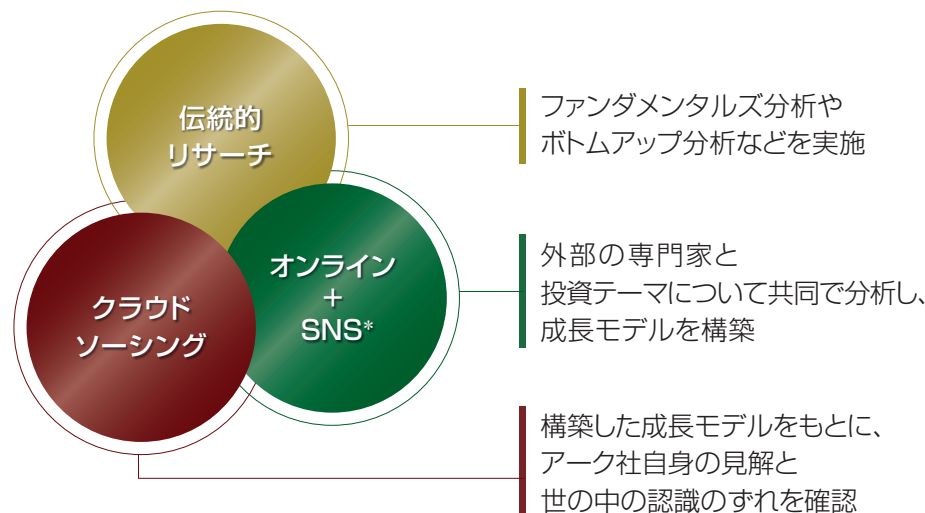 伝統的
リサーチ
ファンダメンタルズ分析や
ボトムアップ分析などを実施
オンライン
+
SNS*
外部の専門家と
投資テーマについて共同で分析し、
成長モデルを構築
クラウド
ソーシング
構築した成長モデルをもとに、
アーク社自身の見解と
世の中の認識のずれを確認